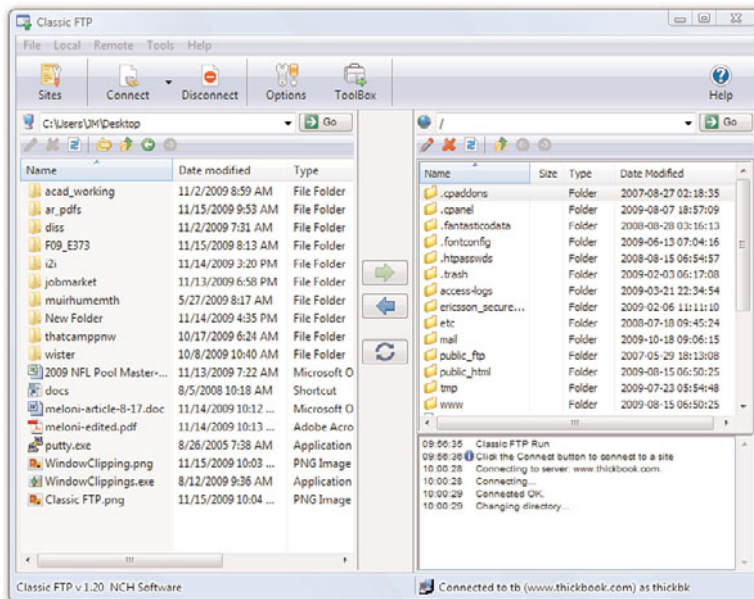 Classic FTP
File Local Remote Tools Help
Sites Connect Disconnect Options ToolBox Help
C:\Users\JM\Desktop Go
/ Go
Name Date modified Type
acad_working 11/2/2009 8:59 AM File Folder
ar_pdfs 11/15/2009 9:53 AM File Folder
diss 11/2/2009 7:31 AM File Folder
F09_E373 11/15/2009 8:13 AM File Folder
i2i 11/14/2009 3:20 PM File Folder
jobmarket 11/13/2009 6:58 PM File Folder
muirhumemth 5/27/2009 8:17 AM File Folder
New Folder 11/14/2009 4:35 PM File Folder
thatcamppnw 10/17/2009 6:24 AM File Folder
wister 10/8/2009 10:40 AM File Folder
2009 NFL Pool Master-... 11/13/2009 7:22 AM Microsoft O
docs 8/5/2008 10:18 AM Shortcut
meloni-article-8-17.doc 11/14/2009 10:12 ... Microsoft O
meloni-edited.pdf 11/14/2009 10:13 ... Adobe Acro
putty.exe 8/26/2005 7:38 AM Application
WindowClipping.png 11/15/2009 10:03 ... PNG Image
WindowClippings.exe 8/12/2009 9:36 AM Application
Classic FTP.png 11/15/2009 10:04 ... PNG Image
Name Size Type Date Modified
.cpaddons Folder 2007-08-27 02:18:35
.cpanel Folder 2009-08-07 18:57:09
.fantasticodata Folder 2008-08-28 03:16:13
.fontconfig Folder 2009-06-13 07:04:16
.htpasswds Folder 2008-08-15 06:54:57
.trash Folder 2009-02-03 06:17:08
access-logs Folder 2009-03-21 22:34:54
ericsson_secure... Folder 2009-02-06 11:11:10
etc Folder 2008-07-18 09:45:24
mail Folder 2009-10-18 09:06:15
public_ftp Folder 2007-05-29 18:13:08
public_html Folder 2009-08-15 06:50:25
tmp Folder 2009-07-23 05:54:48
www Folder 2009-08-15 06:50:25
09:56:35 Classic FTP Run
09:56:36 Click the Connect button to connect to a site
10:00:28 Connecting to server: www.thickbook.com.
10:00:28 Connecting...
10:00:29 Connected OK.
10:00:29 Changing directory...
Classic FTP v 1.20 NCH Software
Connected to tb (www.thickbook.com) as thickbk